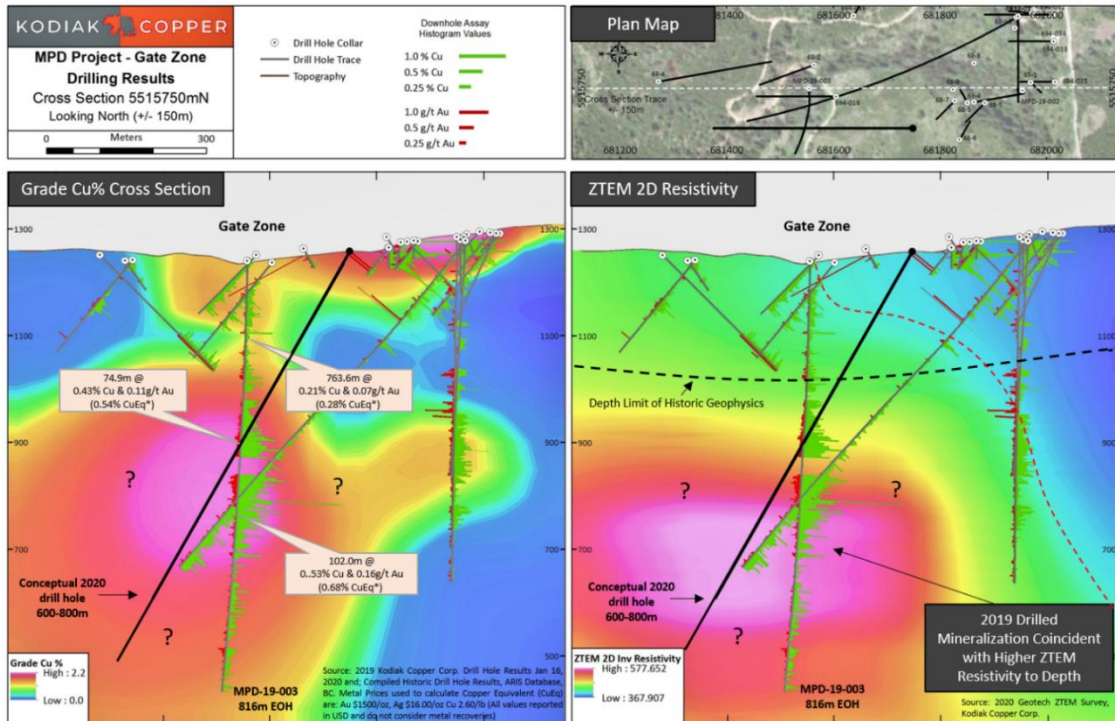 KODIAK COPPER
MPD Project - Gate Zone
Drilling Results
Cross Section 5515750mN
Looking North (+/- 150m)
Meters
0 300
Drill Hole Collar
Drill Hole Trace
Topography
Downhole Assay
Histogram Values
1.0 % Cu
0.5 % Cu
0.25 % Cu
1.0 g/t Au
0.5 g/t Au
0.25 g/t Au
Plan Map
681600
681800
682000
5515750
5515750
Cross Section Trace
+/- 150m
MPD-19-003
MPD-19-002
681200
681400
681600
681800
682000
Grade Cu% Cross Section
Gate Zone
1300
1100
900
700
500
74.9m @
0.43% Cu & 0.11g/t Au
(0.54% CuEq*)
763.6m @
0.21% Cu & 0.07g/t Au
(0.28% CuEq*)
?
?
102.0m @
0..53% Cu & 0.16g/t Au
(0.68% CuEq*)
Conceptual 2020
drill hole
600-800m
?
Grade Cu %
High : 2.2
Low : 0.0
MPD-19-003
816m EOH
Source: 2019 Kodiak Copper Corp. Drill Hole Results Jan 16,
2020 and; Compiled Historic Drill Hole Results, ARIS Database,
BC. Metal Prices used to calculate Copper Equivalent (CuEq)
are: Au $1500/oz, Ag $16.00/oz Cu 2.60/lb (All values reported
in USD and do not consider metal recoveries)
ZTEM 2D Resistivity
Gate Zone
1300
1100
900
700
500
Depth Limit of Historic Geophysics
?
?
Conceptual 2020
drill hole
600-800m
?
2019 Drilled
Mineralization Coincident
with Higher ZTEM
Resistivity to Depth
ZTEM 2D Inv Resistivity
High : 577.652
Low : 367.907
MPD-19-003
816m EOH
Source: 2020 Geotech ZTEM Survey,
Kodiak Copper Corp.